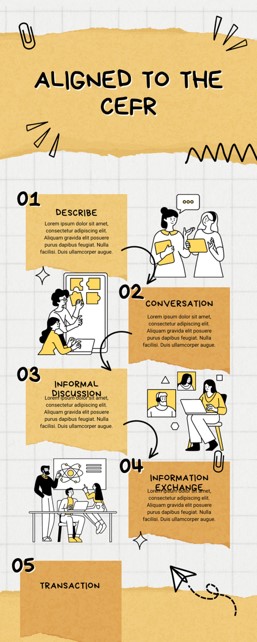 ALIGNED TO THE
CEFR
01
DESCRIBE
Lorem ipsum dolor sit amet,
consectetur adipiscing elit.
Aliquam gravida elit posuere
purus dapibus feugiat. Nulla
facilisi. Duis ullamcorper augue.
02
CONVERSATION
Lorem ipsum dolor sit amet,
consectetur adipiscing elit.
Aliquam gravida elit posuere
purus dapibus feugiat. Nulla
facilisi. Duis ullamcorper augue.
03
INFORMAL
DISCUSSION
Lorem ipsum dolor sit amet,
consectetur adipiscing elit.
Aliquam gravida elit posuere
purus dapibus feugiat. Nulla
facilisi. Duis ullamcorper augue.
04
INFORMATION
EXCHANGE
Lorem ipsum dolor sit amet,
consectetur adipiscing elit.
Aliquam gravida elit posuere
purus dapibus feugiat. Nulla
facilisi. Duis ullamcorper augue.
05
TRANSACTION